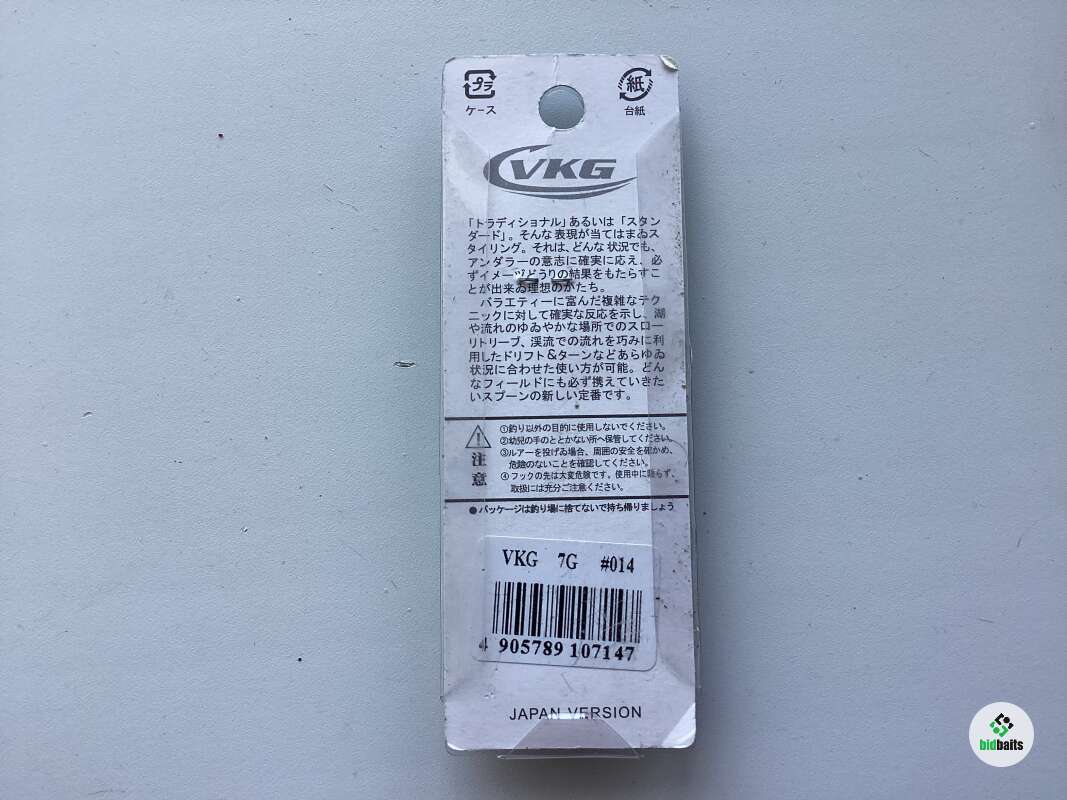 プラ
紙
ケース
台紙
VKG
「トラディショナル」あるいは「スタン
ダード」。そんな表現が当てはまゐス
タイリング。それは、どんな状況でも、
アンダラーの意志に確実に応え、必
ずイメージどうりの結果をもたらすこ
とが出来ゐ理想のかたち。
バラエティーに富んだ複雑なテク
ニックに対して確実な反応を示し、湖
や流れのゆゐやかな場所でのスロー
リトリーブ、渓流での流れを巧みに利
用したドリフト&ターンなどあらゆゐ
状況に合わせた使い方が可能。どん
なフィールドにも必ず携えていきた
いスプーンの新しい定番です。
注意
①釣り以外の目的に使用しないでください。
②幼兒の手のととかない所へ保管してください。
③ルアーを投げゐ場合、周囲の安全を確かめ、
危険のないことを確認してください。
④フックの先は大変危険です。使用中に限らず、
取扱には充分ご注意ください。
●パッケージは釣り場に捨てないで持ち帰りましょう
VKG 7G #014
4 905789 107147
JAPAN VERSION
bidbaits